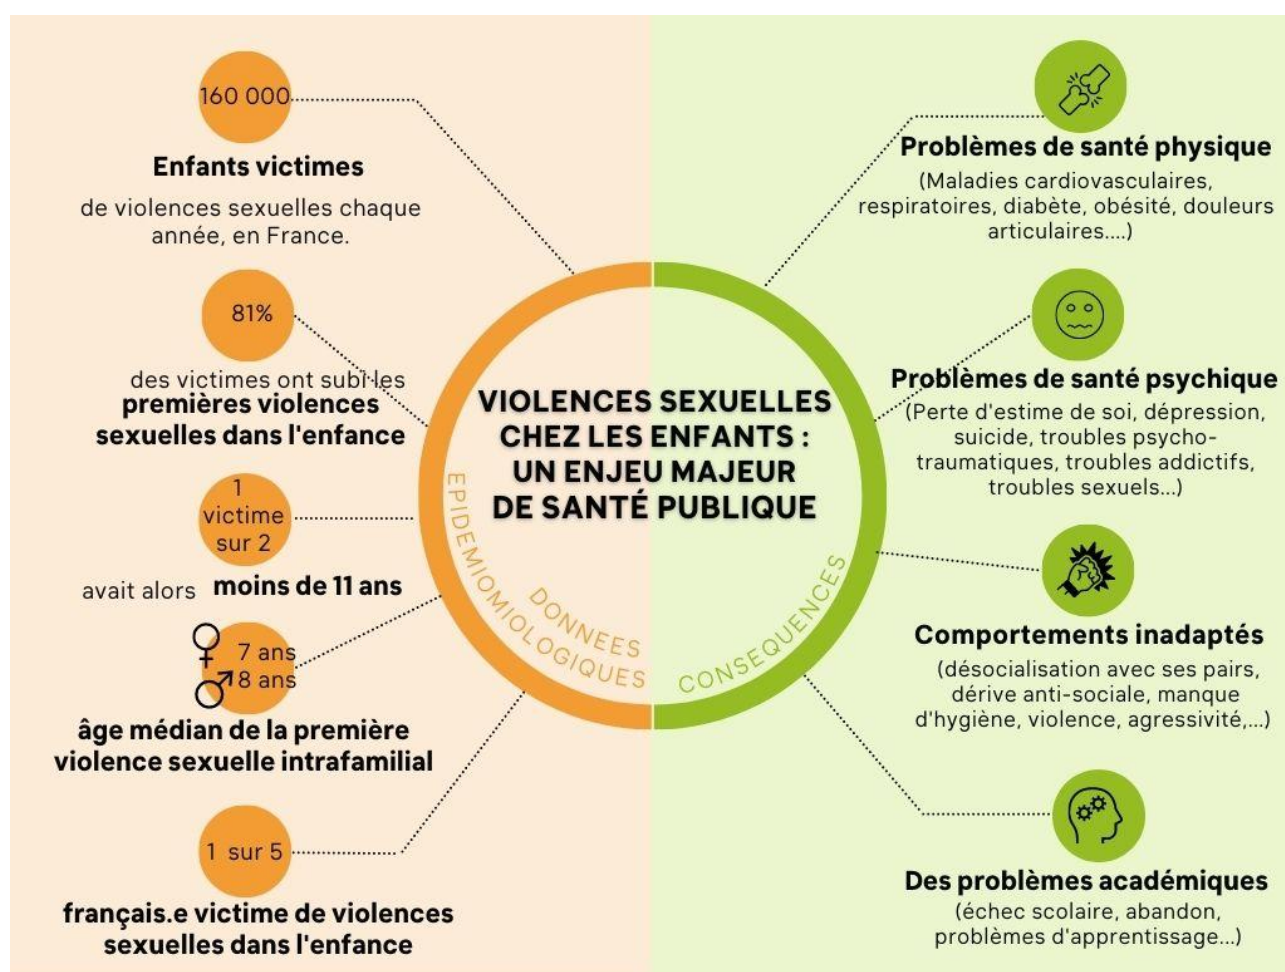 160 000
Enfants victimes
de violences sexuelles chaque
année, en France.
81%
des victimes ont subi les
premières violences
sexuelles dans l'enfance
1
victime
sur 2
avait alors moins de 11 ans
7 ans
8 ans
âge médian de la première
violence sexuelle intrafamilial
1 sur 5
français.e victime de violences
sexuelles dans l'enfance
VIOLENCES SEXUELLES
CHEZ LES ENFANTS :
UN ENJEU MAJEUR
DE SANTÉ PUBLIQUE
DONNEES
EPIDEMIOMIOLOGIQUES
CONSEQUENCES
Problèmes de santé physique
(Maladies cardiovasculaires,
respiratoires, diabète, obésité, douleurs
articulaires....)
Problèmes de santé psychique
(Perte d'estime de soi, dépression,
suicide, troubles psycho-
traumatiques, troubles addictifs,
troubles sexuels...)
Comportements inadaptés
(désocialisation avec ses pairs,
dérive anti-sociale, manque
d'hygiène, violence, agressivité,...)
Des problèmes académiques
(échec scolaire, abandon,
problèmes d'apprentissage...)